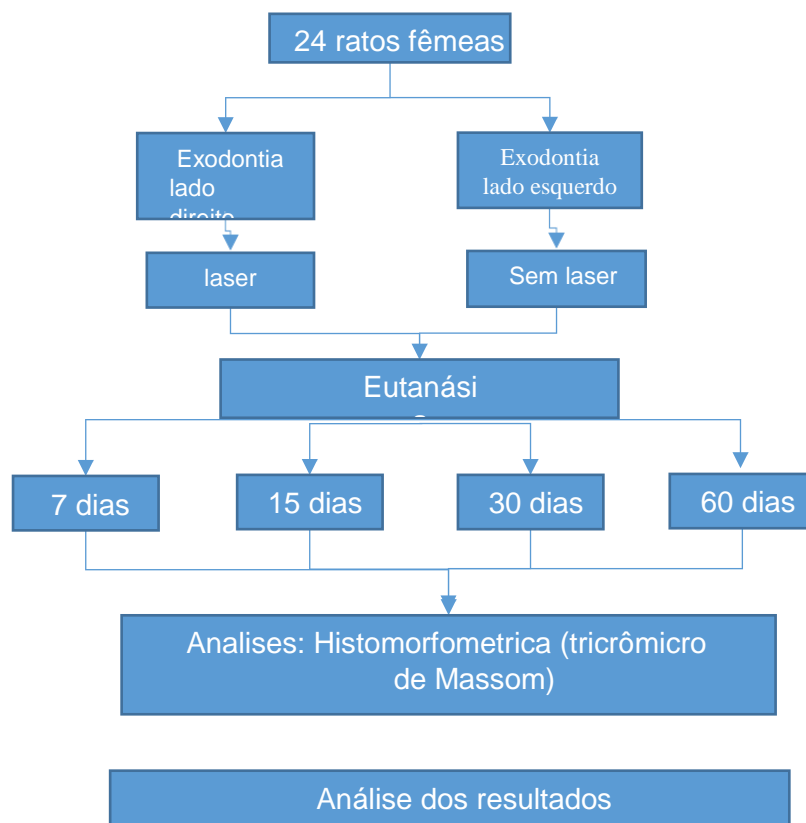 24 ratos fêmeas
Exodontia
lado
direito
Exodontia
lado esquerdo
laser
Sem laser
Eutanási
7 dias
15 dias
30 dias
60 dias
Analises: Histomorfometrica (tricrômicro
de Massom)
Análise dos resultados